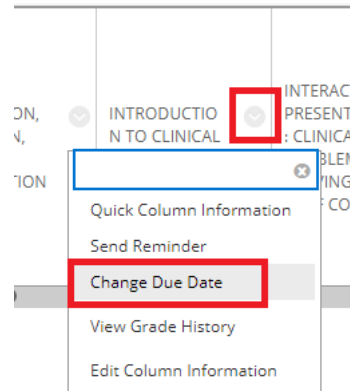 INTERAC
ON,
INTRODUCTIO
PRESENT
N,
N TO CLINICAL
: CLINICA
BLEM
TION
VING
Quick Column Information
F CO
Send Reminder
Change Due Date
View Grade History
Edit Column Information